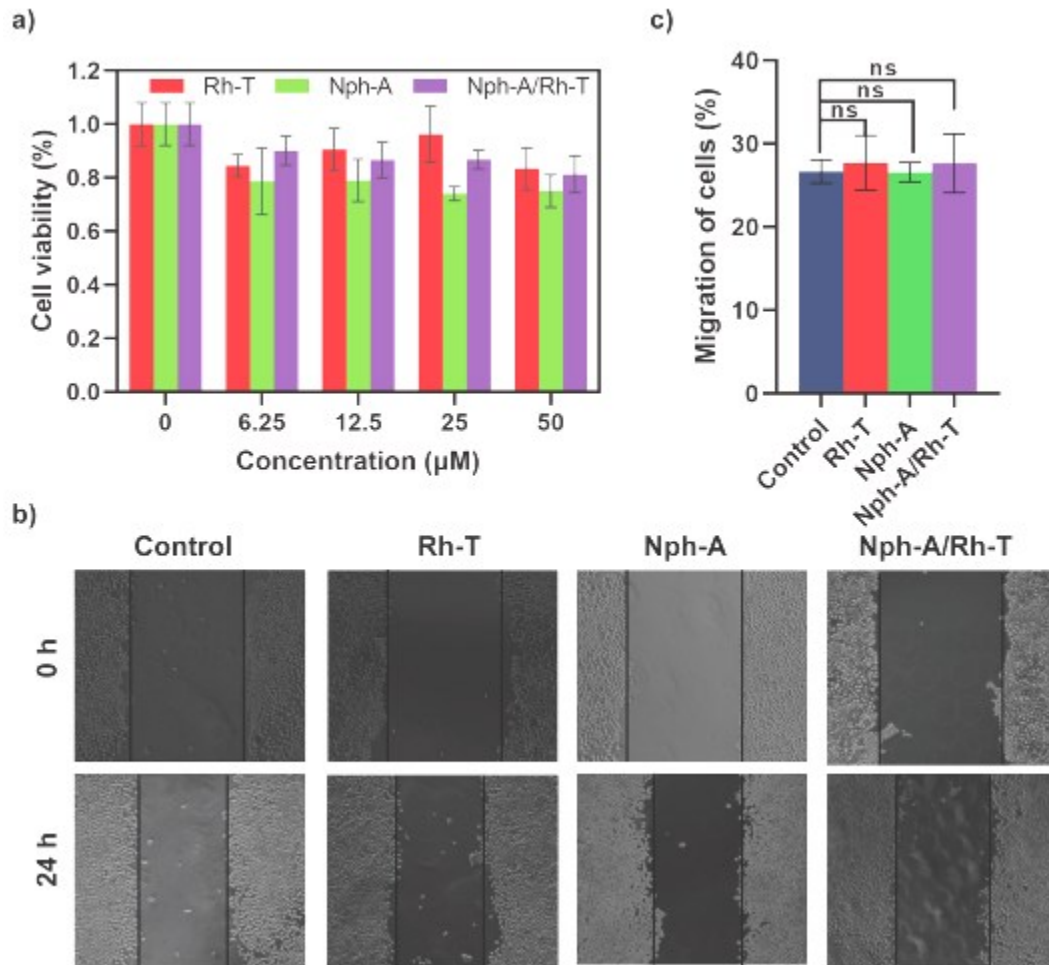 a)
Cell viability (%)
1.2
1.0
0.8
0.6
0.4
0.2
0.0
Rh-T Nph-A Nph-A/Rh-T
0 6.25 12.5 25 50
Concentration (µM)
c)
Migration of cells (%)
40
30
20
10
0
ns
ns
ns
Control Rh-T Nph-A Nph-A/Rh-T
b)
Control Rh-T Nph-A Nph-A/Rh-T
0 h
24 h